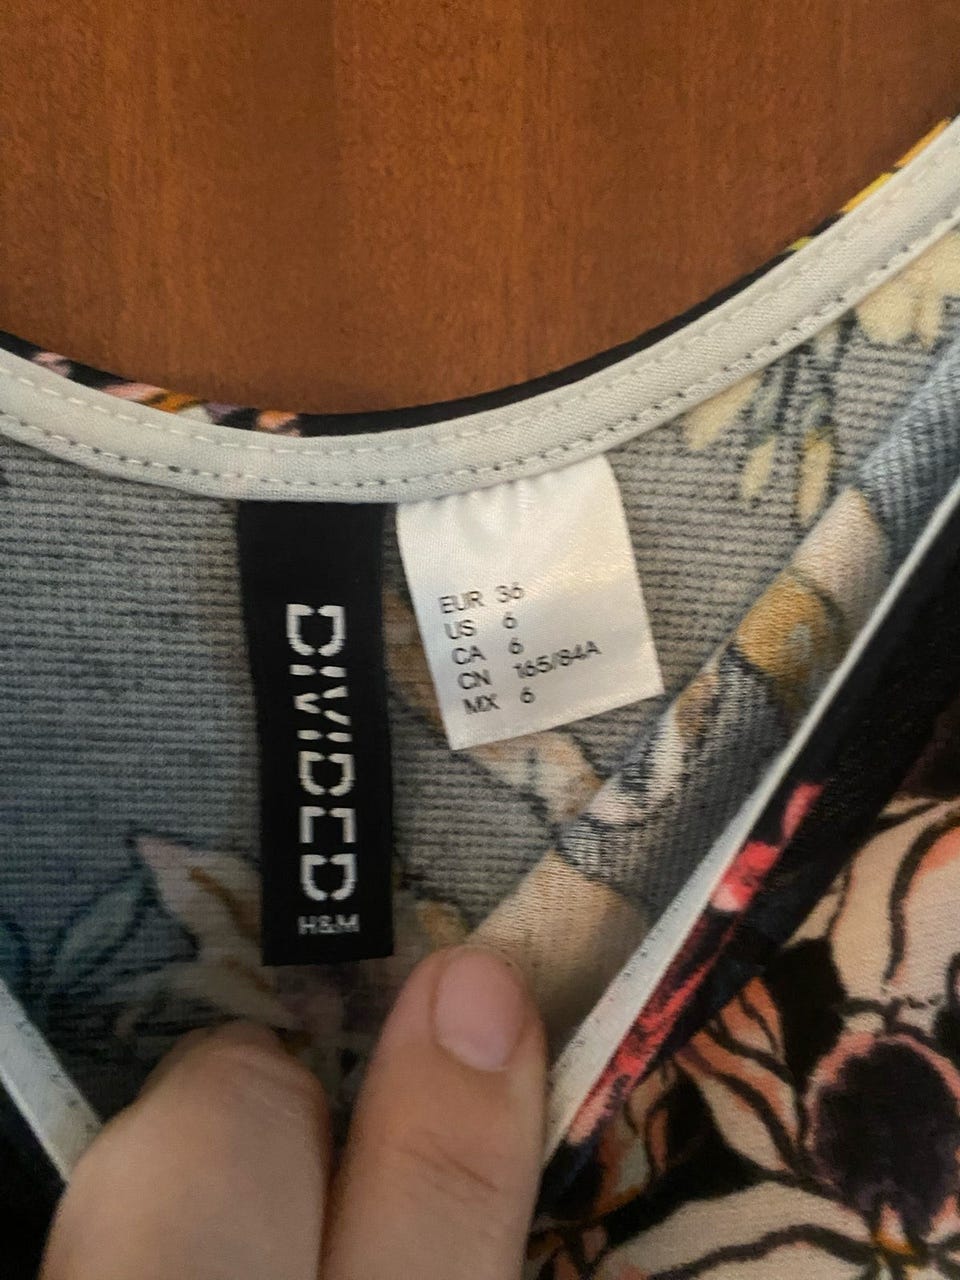 DIVIDED
H&M
EUR 36
US 6
CA 6
CN 165/84A
MX 6